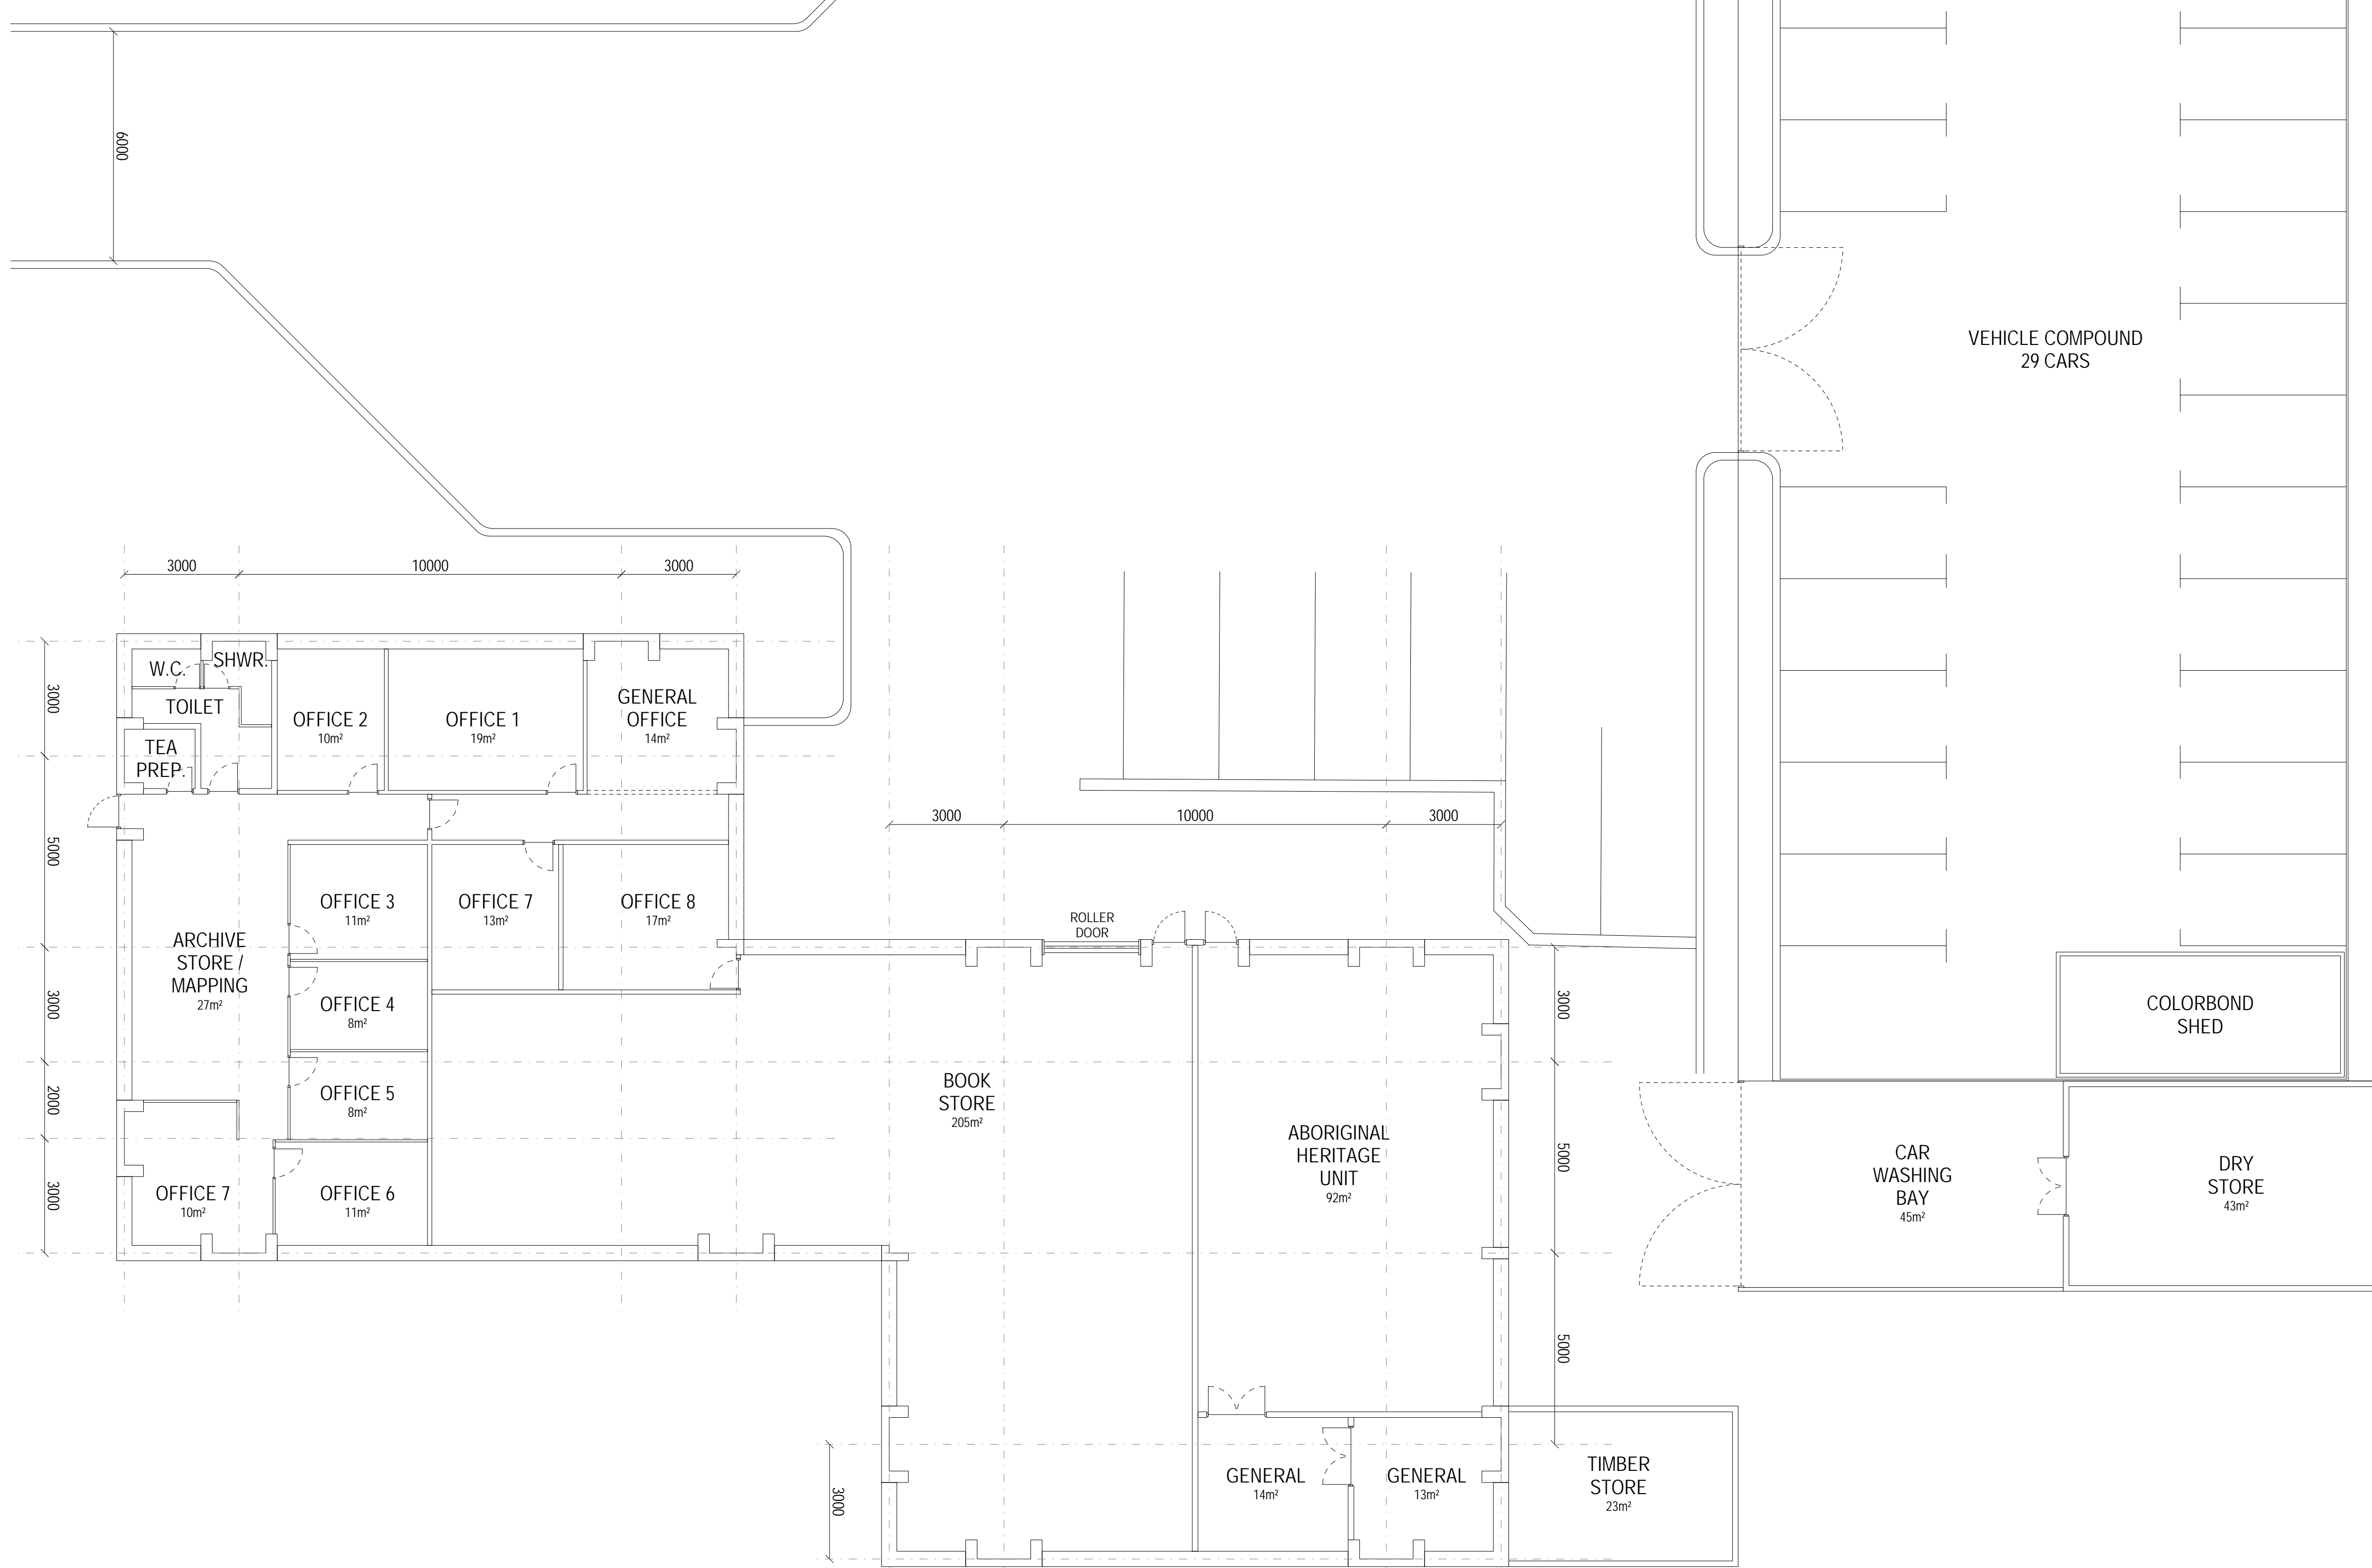 6000
VEHICLE COMPOUND
29 CARS
3000
10000
3000
3000
5000
3000
2000
3000
W.C.
SHWR.
TOILET
TEA
PREP.
OFFICE 2
10m²
OFFICE 1
19m²
GENERAL
OFFICE
14m²
OFFICE 3
11m²
OFFICE 7
13m²
OFFICE 8
17m²
ARCHIVE
STORE /
MAPPING
27m²
OFFICE 4
8m²
OFFICE 5
8m²
OFFICE 7
10m²
OFFICE 6
11m²
3000
10000
3000
ROLLER
DOOR
BOOK
STORE
205m²
ABORIGINAL
HERITAGE
UNIT
92m²
3000
5000
5000
3000
GENERAL
14m²
GENERAL
13m²
TIMBER
STORE
23m²
COLORBOND
SHED
CAR
WASHING
BAY
45m²
DRY
STORE
43m²